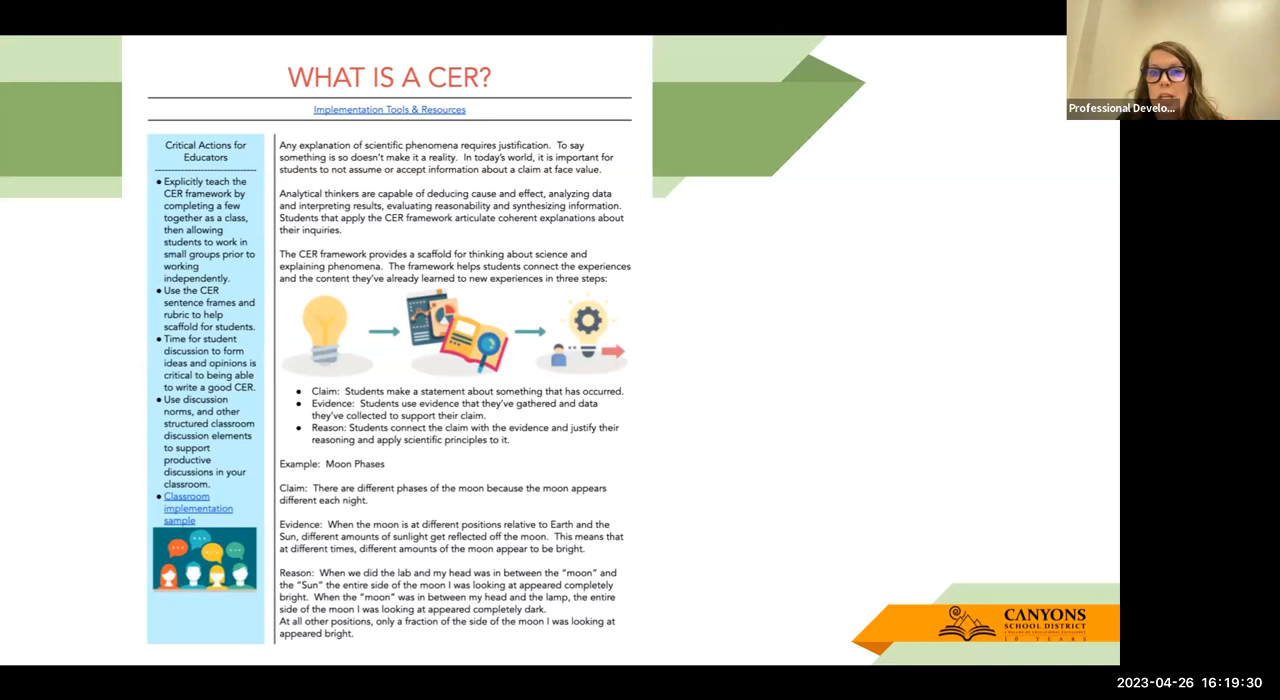 WHAT IS A CER?
Implementation Tools & Resources
Critical Actions for
Educators
● Explicitly teach the
CER framework by
completing a few
together as a class,
then allowing
students to work in
small groups prior to
working
independently.
● Use the CER
sentence frames and
rubric to help
scaffold for students.
● Time for student
discussion to form
ideas and opinions is
critical to being able
to write a good CER.
● Use discussion
norms, and other
structured classroom
discussion elements
to support
productive
discussions in your
classroom.
● Classroom
implementation
sample
Any explanation of scientific phenomena requires justification. To say
something is so doesn't make it a reality. In today's world, it is important for
students to not assume or accept information about a claim at face value.
Analytical thinkers are capable of deducing cause and effect, analyzing data
and interpreting results, evaluating reasonability and synthesizing information.
Students that apply the CER framework articulate coherent explanations about
their inquiries.
The CER framework provides a scaffold for thinking about science and
explaining phenomena. The framework helps students connect the experiences
and the content they've already learned to new experiences in three steps:
● Claim: Students make a statement about something that has occurred.
● Evidence: Students use evidence that they've gathered and data
they've collected to support their claim.
● Reason: Students connect the claim with the evidence and justify their
reasoning and apply scientific principles to it.
Example: Moon Phases
Claim: There are different phases of the moon because the moon appears
different each night.
Evidence: When the moon is at different positions relative to Earth and the
Sun, different amounts of sunlight get reflected off the moon. This means that
at different times, different amounts of the moon appear to be bright.
Reason: When we did the lab and my head was in between the "moon" and
the "Sun" the entire side of the moon I was looking at appeared completely
bright. When the "moon" was in between my head and the lamp, the entire
side of the moon I was looking at appeared completely dark.
At all other positions, only a fraction of the side of the moon I was looking at
appeared bright.
Professional Develo...
CANYONS
SCHOOL DISTRICT
10 YEARS
2023-04-26 16:19:30